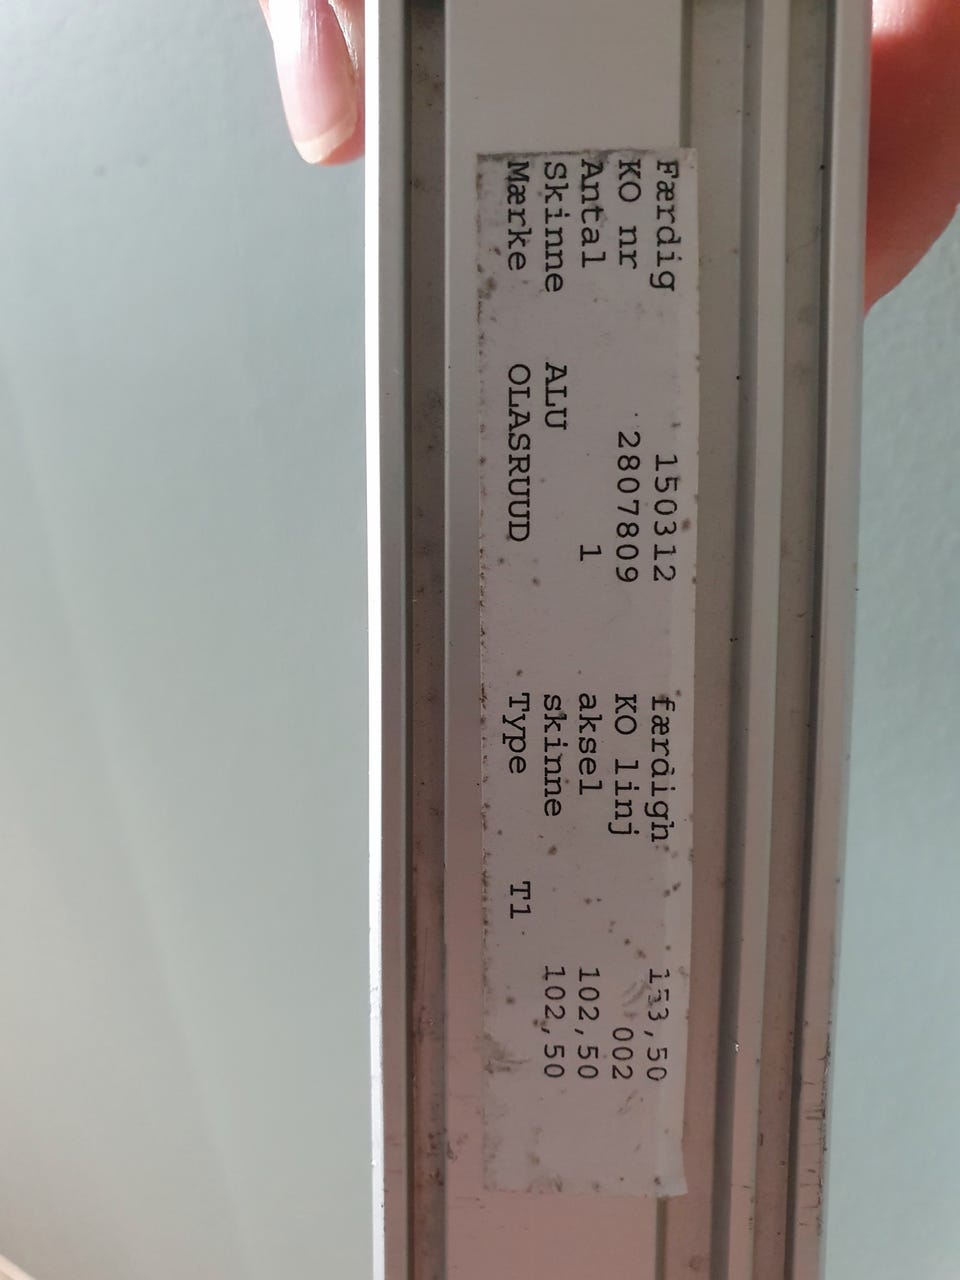 Færdig 150312 færdigh 153,50
KO nr 2807809 KO linj 002
Antal 1 aksel 102,50
Skinne ALU skinne 102,50
Mærke OLASRUUD Type T1